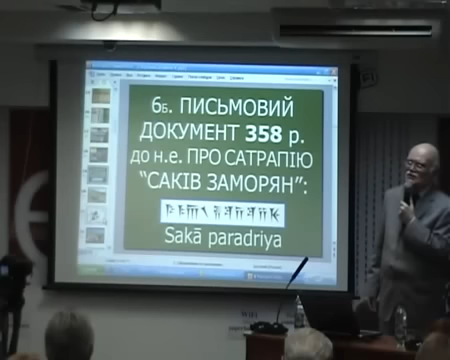 6Б. ПИСЬМОВИЙ
ДОКУМЕНТ 358 р.
до н.е. ПРО САТРАПІЮ
“САКІВ ЗАМОРЯН”:
Sakā paradriya